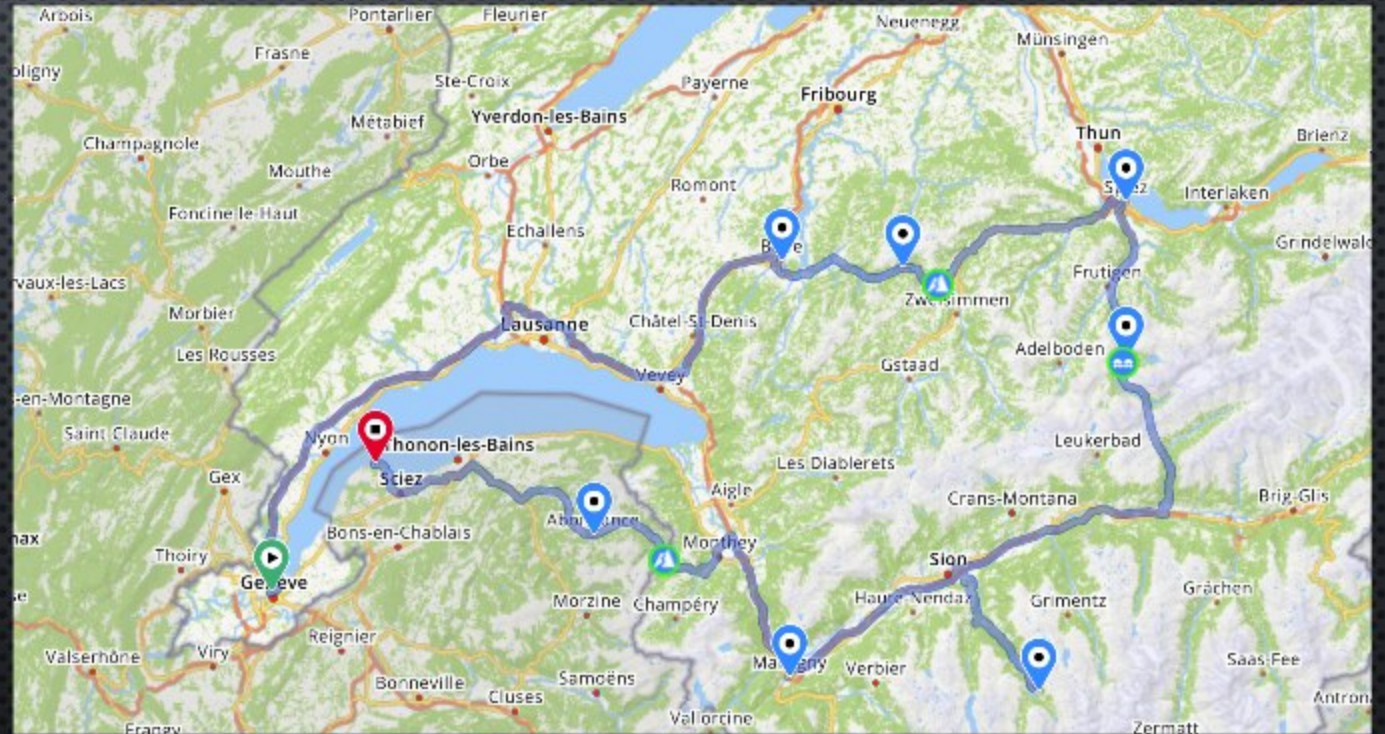 Arbois
Pontarlier
Fleurier
Neuenegg
Münsingen
Frasne
oligny
Ste-Croix
Payerne
Fribourg
Yverdon-les-Bains
Métabief
Thun
Brienz
Champagnole
Orbe
Mouthe
Romont
Interlaken
Foncine-le-Haut
Echallens
Grindelwald
Frutigen
rvaux-les-Lacs
Zweisimmen
Morbier
Lausanne
Châtel-St-Denis
Les Rousses
Adelboden
Gstaad
Vevey
-en-Montagne
Saint Claude
Nyon
Thonon-les-Bains
Leukerbad
Les Diablerets
Gex
Sciez
Aigle
Crans-Montana
Brig-Glis
Bons-en-Chablais
Monthey
Thoiry
Sion
Genève
Haute-Nendaz
Grimentz
Grächen
Morzine
Champéry
Reignier
Viry
Valserhône
Martigny
Verbier
Saas-Fee
Bonneville
Samoëns
Cluses
Antron
Vallorcine
Frangy
Zermatt